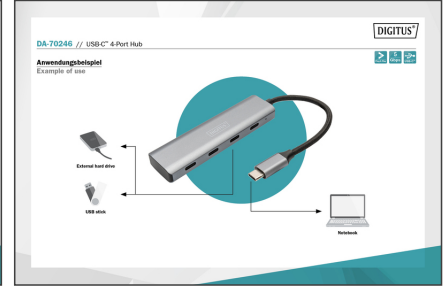 DIGITUS®
DA-70246 // USB-C™ 4-Port Hub
Anwendungsbeispiel
Example of use
External hard drive
USB stick
Notebook